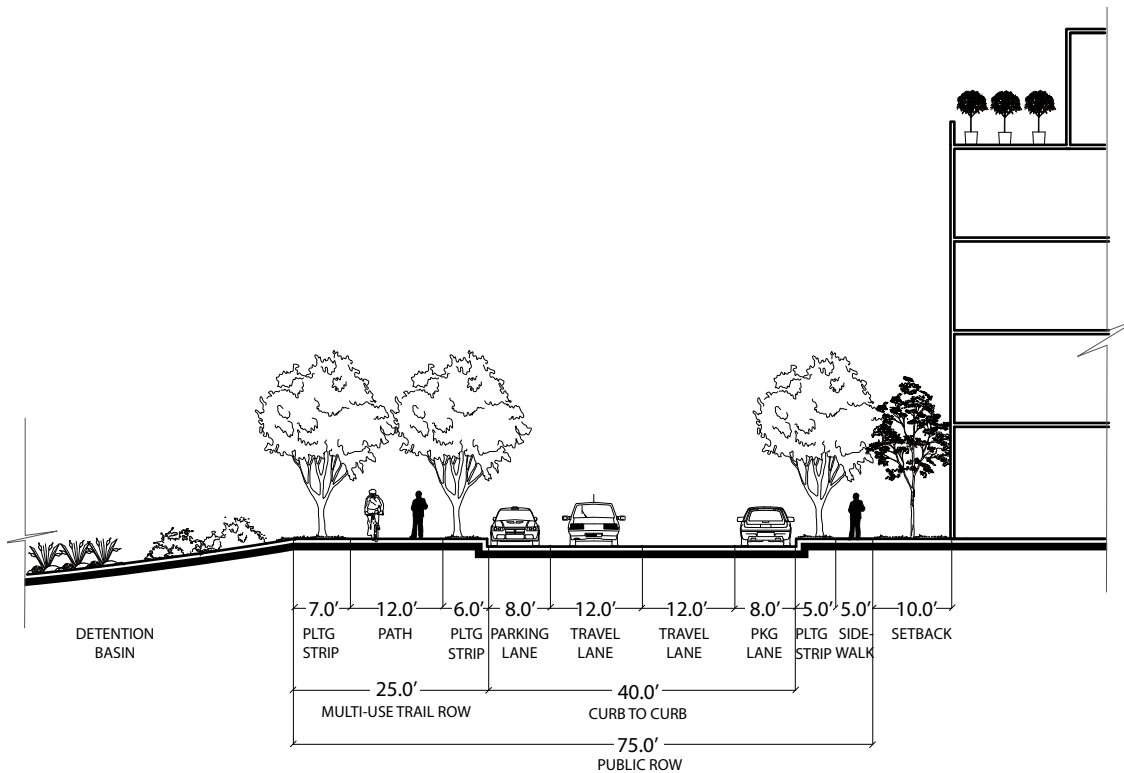 7.0’ 12.0’ 6.0’ 8.0’ 12.0’ 12.0’ 8.0’ 5.0’ 5.0’ 10.0’
DETENTION
BASIN
PLTG
STRIP
PATH
PLTG
STRIP
PARKING
LANE
TRAVEL
LANE
TRAVEL
LANE
PKG
LANE
PLTG
STRIP
SIDE-
WALK
SETBACK
25.0’
MULTI-USE TRAIL ROW
40.0’
CURB TO CURB
75.0’
PUBLIC ROW